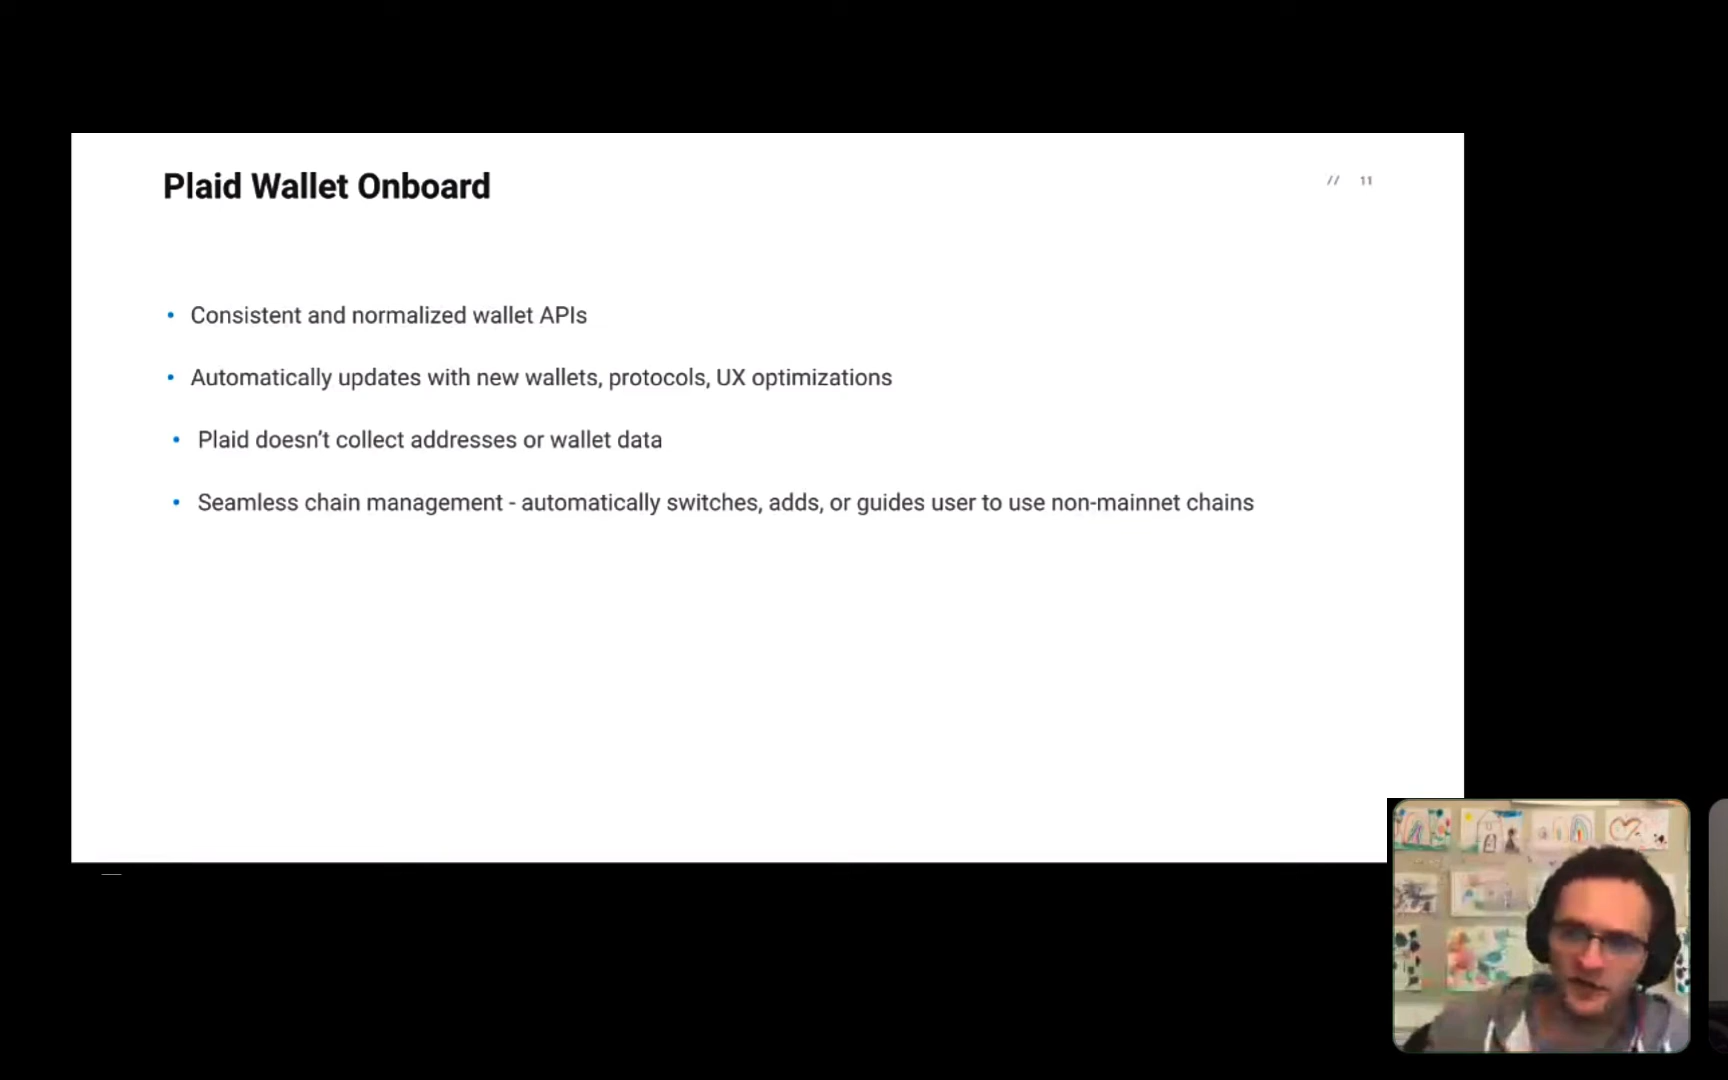 Plaid Wallet Onboard
// 11
• Consistent and normalized wallet APIs
• Automatically updates with new wallets, protocols, UX optimizations
• Plaid doesn’t collect addresses or wallet data
• Seamless chain management - automatically switches, adds, or guides user to use non-mainnet chains